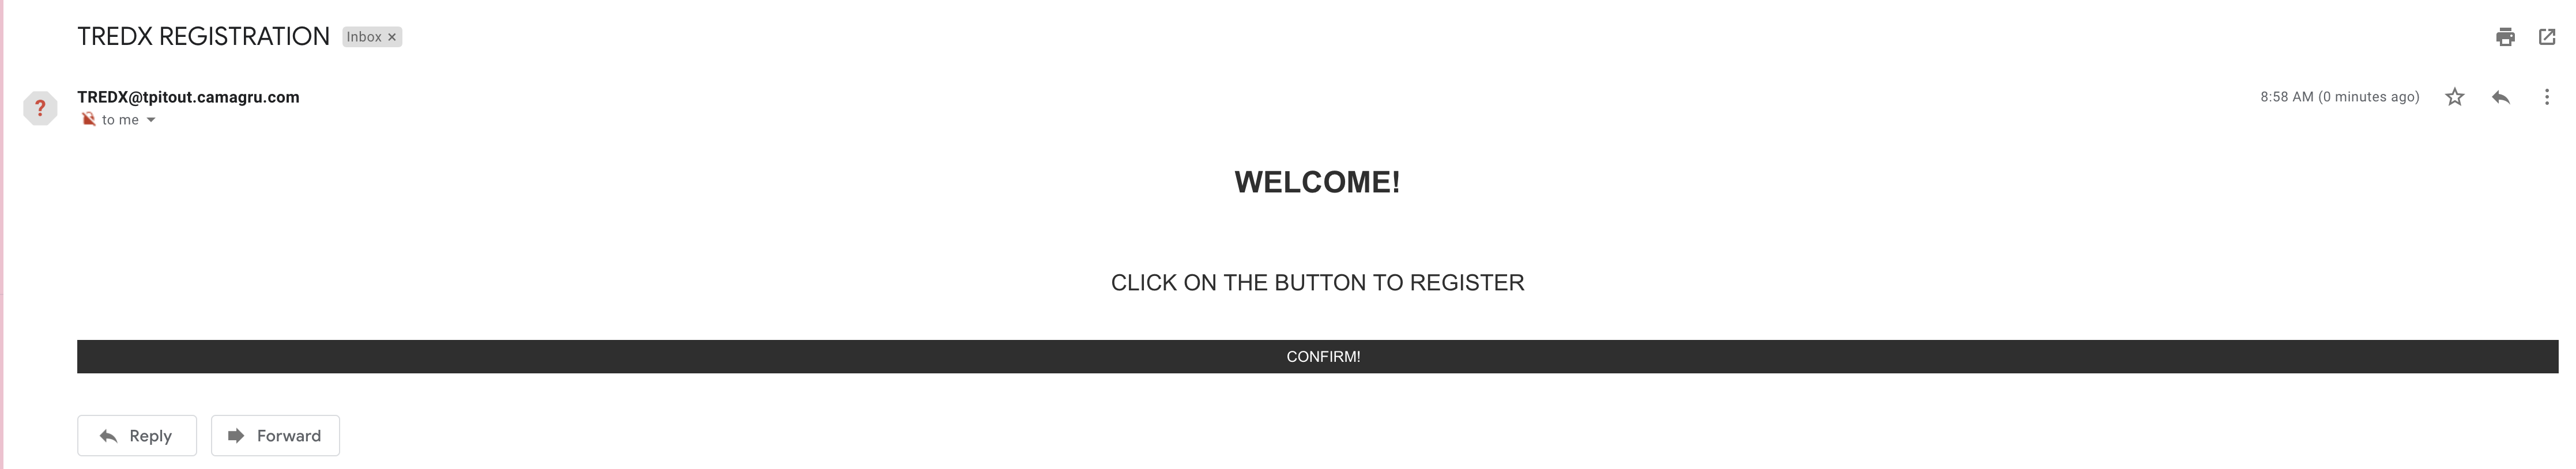 TREDX REGISTRATION Inbox ×
?
TREDX@tpitout.camagru.com
8:58 AM (0 minutes ago)
to me
WELCOME!
CLICK ON THE BUTTON TO REGISTER
CONFIRM!
Reply Forward